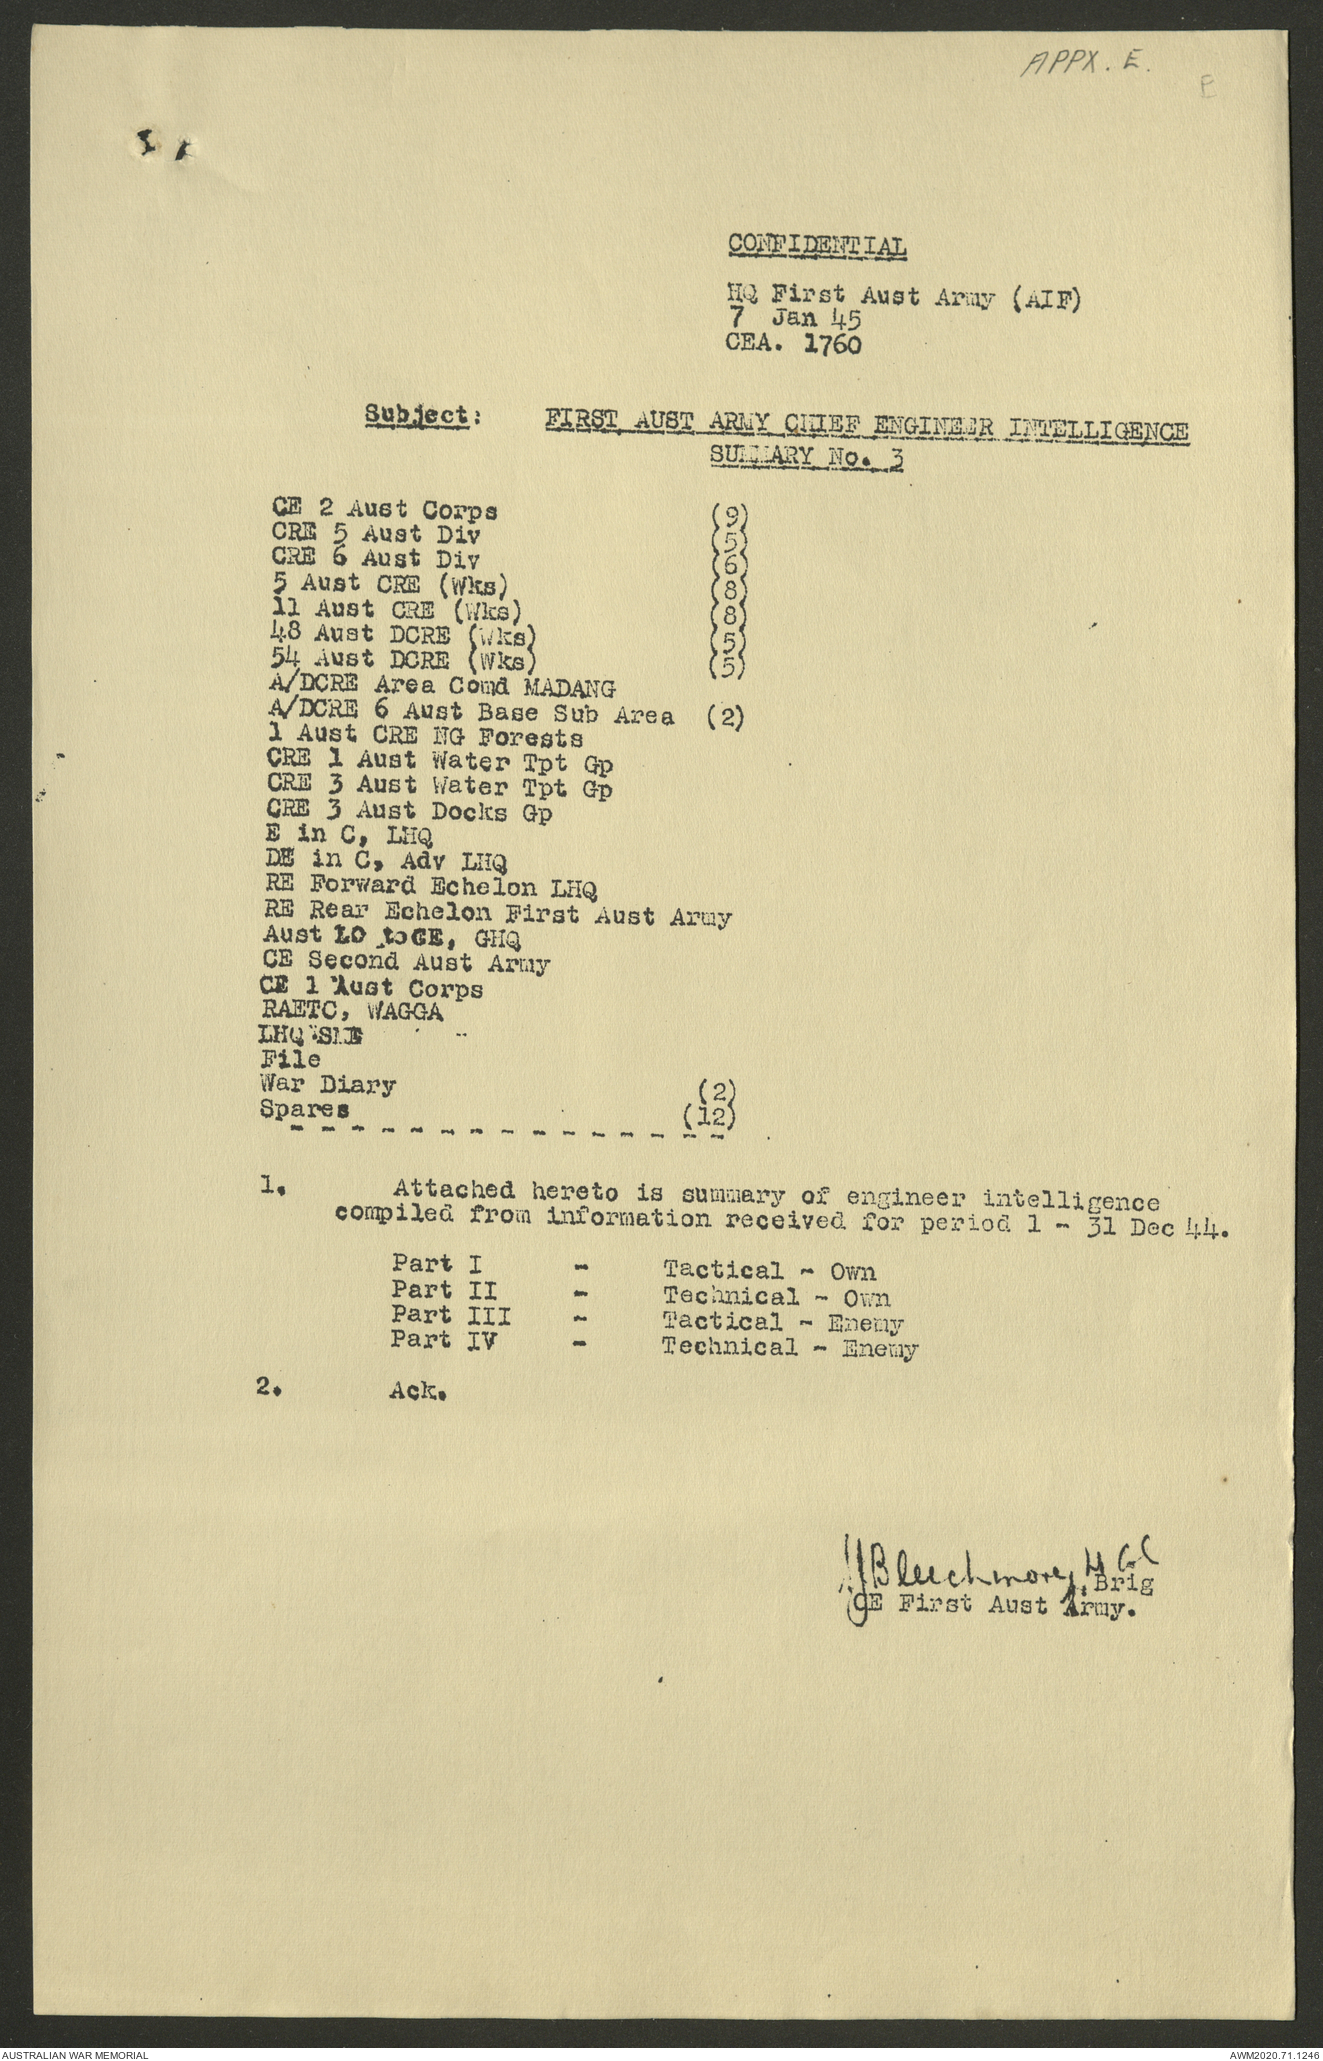 APPX. E.
E
CONFIDENTIAL
HQ First Aust Army (AIF)
7 Jan 45
CEA. 1760
Subject: FIRST AUST ARMY CHIEF ENGINEER INTELLIGENCE
SUMMARY No. 3
CE 2 Aust Corps (9)
CRE 5 Aust Div (5)
CRE 6 Aust Div (6)
5 Aust CRE (Wks) (8)
11 Aust CRE (Wks) (8)
48 Aust DCRE (Wks) (5)
54 Aust DCRE (Wks) (5)
A/DCRE Area Comd MADANG
A/DCRE 6 Aust Base Sub Area (2)
1 Aust CRE NG Forests
CRE 1 Aust Water Tpt Gp
CRE 3 Aust Water Tpt Gp
CRE 3 Aust Docks Gp
E in C, LHQ
DE in C, Adv LHQ
RE Forward Echelon LHQ
RE Rear Echelon First Aust Army
Aust LO to CE, GHQ
CE Second Aust Army
CE 1 Aust Corps
RAETC, WAGGA
LHQ SME
File
War Diary (2)
Spares (12)
- - - - - - - - - - - - - - -
1. Attached hereto is summary of engineer intelligence
compiled from information received for period 1 - 31 Dec 44.
Part I - Tactical - Own
Part II - Technical - Own
Part III - Tactical - Enemy
Part IV - Technical - Enemy
2. Ack.
Beechmore
Brig
CE First Aust Army.
AUSTRALIAN WAR MEMORIAL AWM2020.71.1246